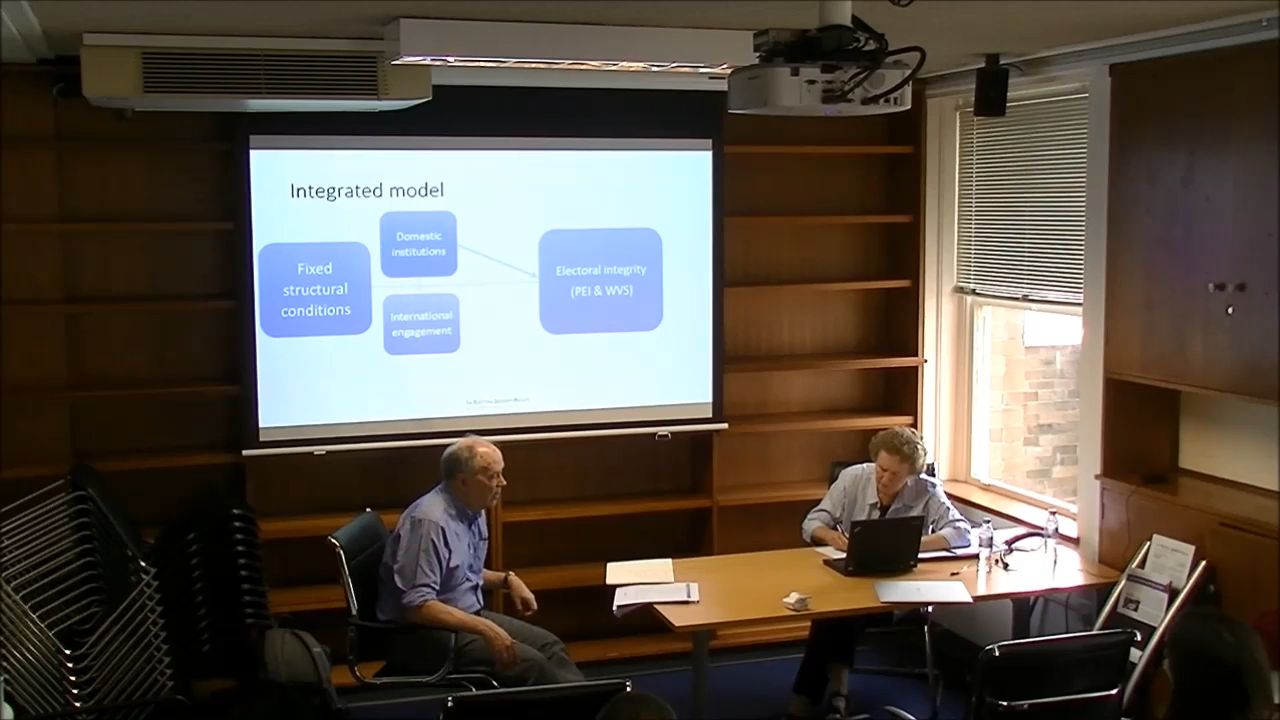 Integrated model
Domestic
institutions
Fixed
structural
conditions
International
engagement
Electoral integrity
(PEI & WVS)